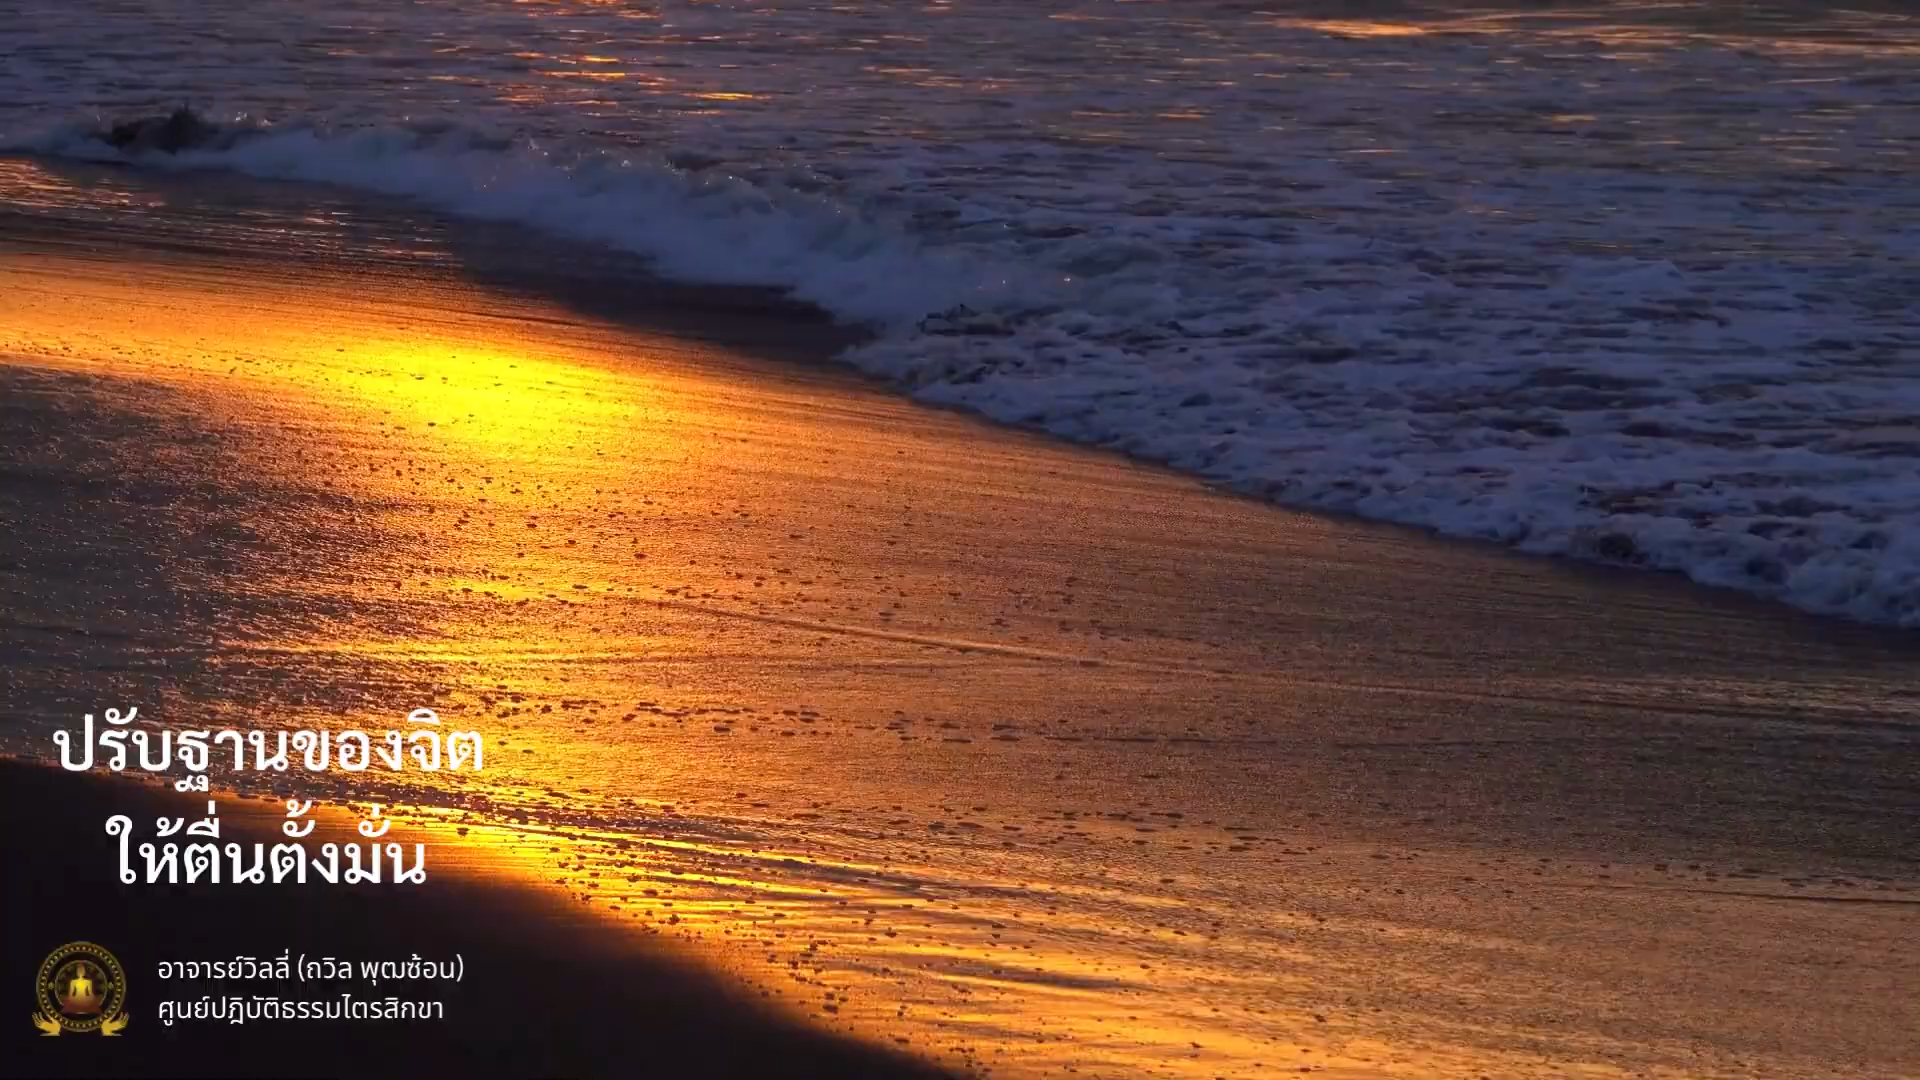 ปรับฐานของจิต
ให้ตื่นตั้งมั่น
อาจารย์วิลลี่ (ถวิล พุฒซ้อน)
ศูนย์ปฎิบัติธรรมไตรสิกขา